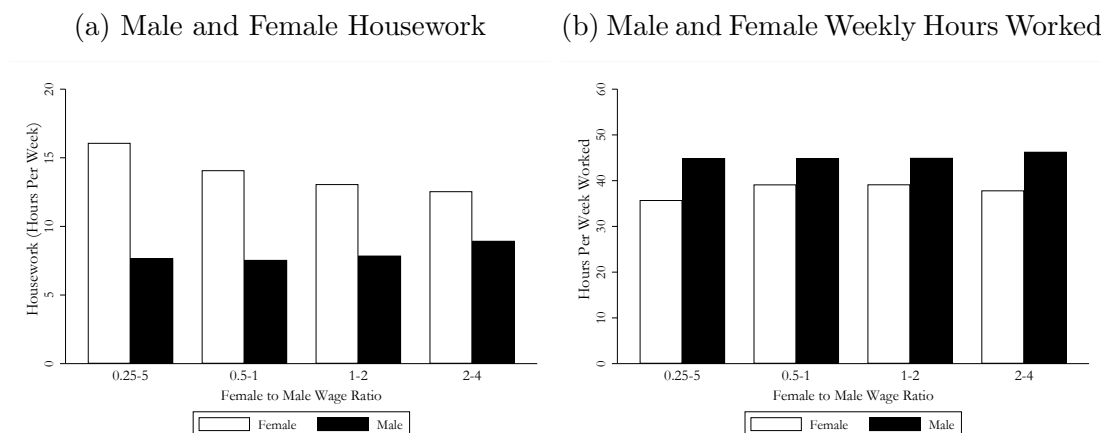 (a) Male and Female Housework
Housework (Hours Per Week)
20
15
10
5
0
0.25-5 0.5-1 1-2 2-4
Female to Male Wage Ratio
Female Male
(b) Male and Female Weekly Hours Worked
Hours Per Week Worked
60
50
40
30
20
10
0
0.25-5 0.5-1 1-2 2-4
Female to Male Wage Ratio
Female Male